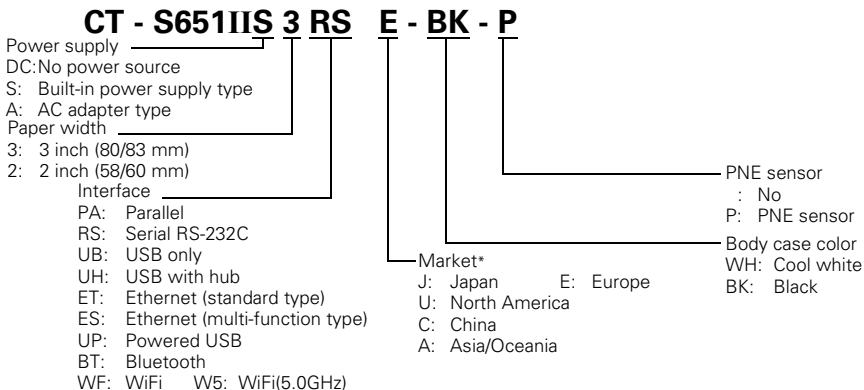 CT - S651IIS 3 RS E - BK - P
Power supply
DC:No power source
S: Built-in power supply type
A: AC adapter type
Paper width
3: 3 inch (80/83 mm)
2: 2 inch (58/60 mm)
Interface
PA: Parallel
RS: Serial RS-232C
UB: USB only
UH: USB with hub
ET: Ethernet (standard type)
ES: Ethernet (multi-function type)
UP: Powered USB
BT: Bluetooth
WF: WiFi W5: WiFi(5.0GHz)
Market*
J: Japan E: Europe
U: North America
C: China
A: Asia/Oceania
PNE sensor
: No
P: PNE sensor
Body case color
WH: Cool white
BK: Black